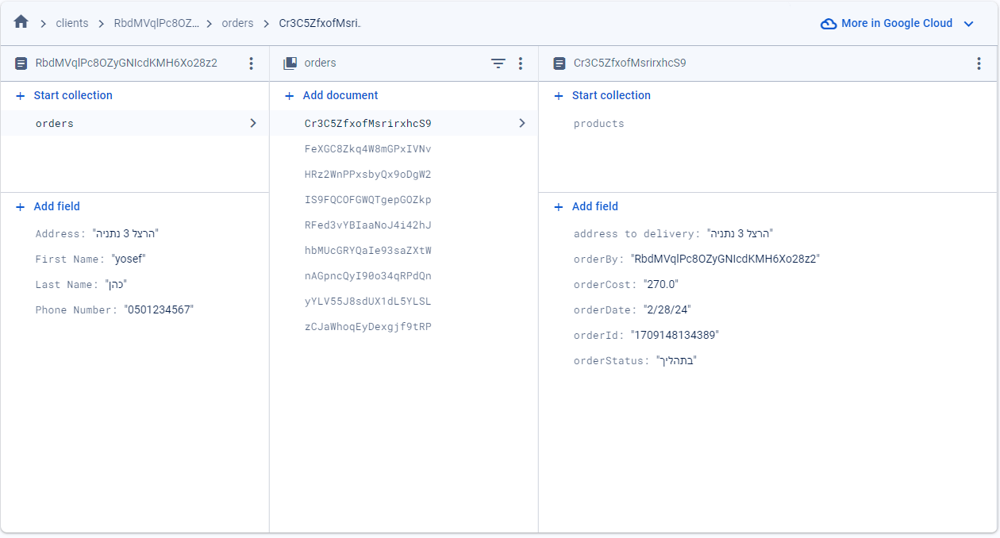 clients RbdMVqlPc8OZ... orders Cr3C5ZfxofMsri.. More in Google Cloud
RbdMVqlPc8OZyGNIcdKMH6Xo28z2
+ Start collection
orders
+ Add field
Address: "הרצל 3 נתניה"
First Name: "yosef"
Last Name: "כהן"
Phone Number: "0501234567"
orders
+ Add document
Cr3C5ZfxofMsrirxhcS9
FeXGC8Zkq4W8mGPxIVNv
HRz2WnPPxsbyQx9oDgW2
IS9FQCOFGWQTgepGOZkp
RFed3vYBIaaNoJ4i42hJ
hbMUcGRYQaIe93saZXtW
nAGpncQyI90o34qRPdQn
yYLV55J8sdUX1dL5YLSL
zCJaWhoqEyDexgjf9tRP
Cr3C5ZfxofMsrirxhcS9
+ Start collection
products
+ Add field
address to delivery: "הרצל 3 נתניה"
orderBy: "RbdMVqlPc8OZyGNIcdKMH6Xo28z2"
orderCost: "270.0"
orderDate: "2/28/24"
orderId: "1709148134389"
orderStatus: "בתהליך"